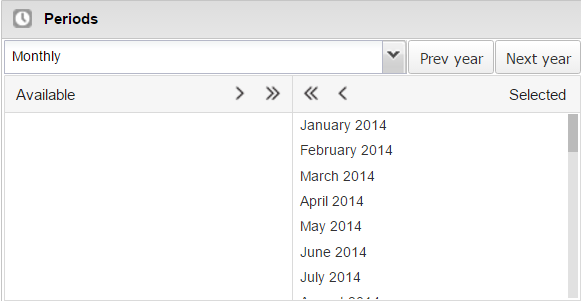 Periods
Monthly
Prev year
Next year
Available
Selected
January 2014
February 2014
March 2014
April 2014
May 2014
June 2014
July 2014